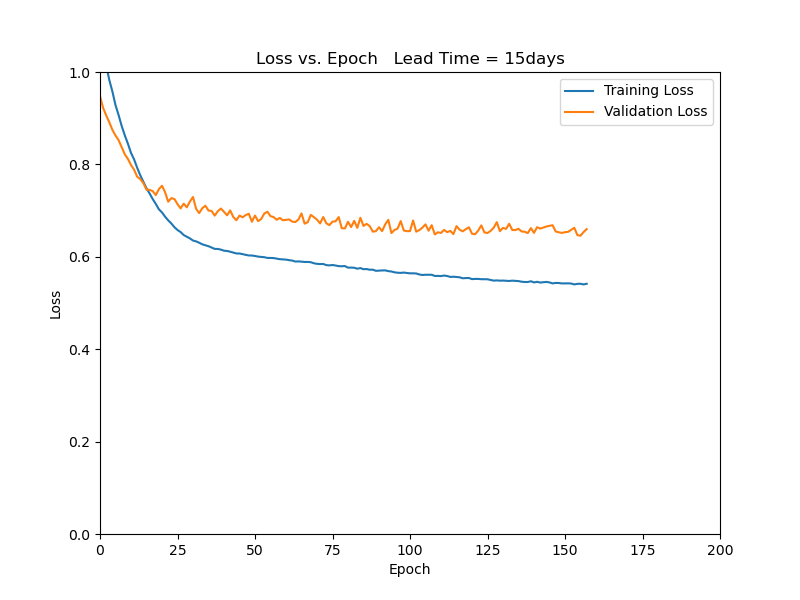 Loss vs. Epoch   Lead Time = 15days
Training Loss
Validation Loss
1.0
0.8
0.6
0.4
0.2
0.0
Loss
0 25 50 75 100 125 150 175 200
Epoch